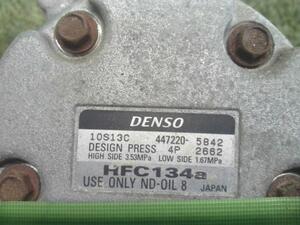 DENSO
10S13C 447220- 5842
DESIGN PRESS 4P 2662
HIGH SIDE 3.53MPa LOW SIDE 1.67MPa
HFC134a
USE ONLY ND-OIL 8 JAPAN